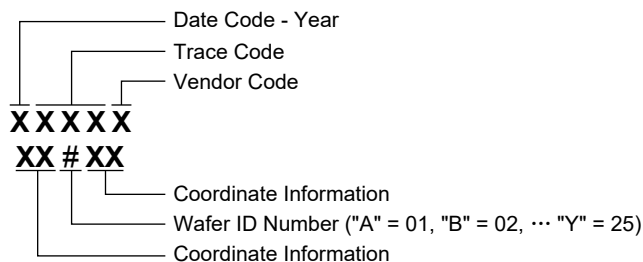 Date Code - Year
Trace Code
Vendor Code
X X X X X
XX # XX
Coordinate Information
Wafer ID Number ("A" = 01, "B" = 02, ··· "Y" = 25)
Coordinate Information